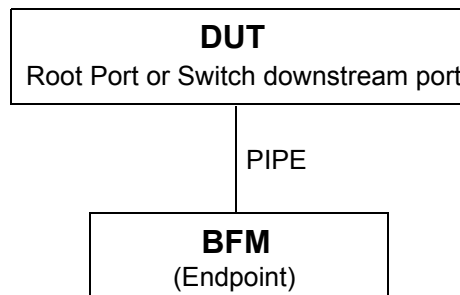 DUT
Root Port or Switch downstream port
PIPE
BFM
(Endpoint)